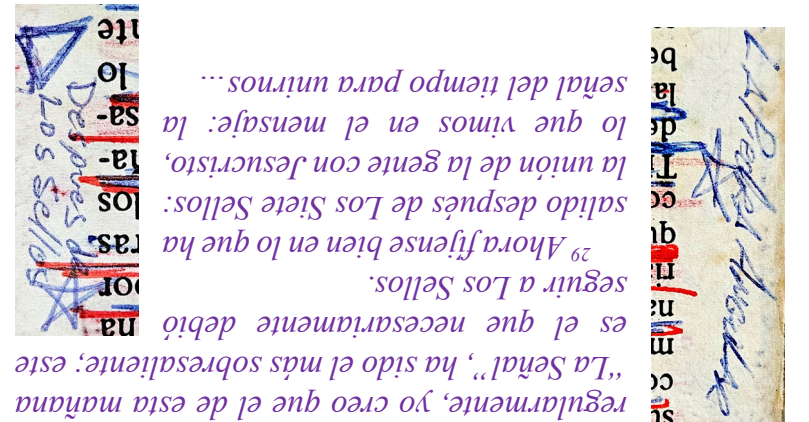 regularmente, yo creo que el de esta mañana
“La Señal”, ha sido el más sobresaliente; este
es el que necesariamente debió
seguir a Los Sellos.
29 Ahora fíjense bien en lo que ha
salido después de Los Siete Sellos:
la unión de la gente con Jesucristo,
lo que vimos en el mensaje: la
señal del tiempo para unirnos...
Despues de
Los Sellos